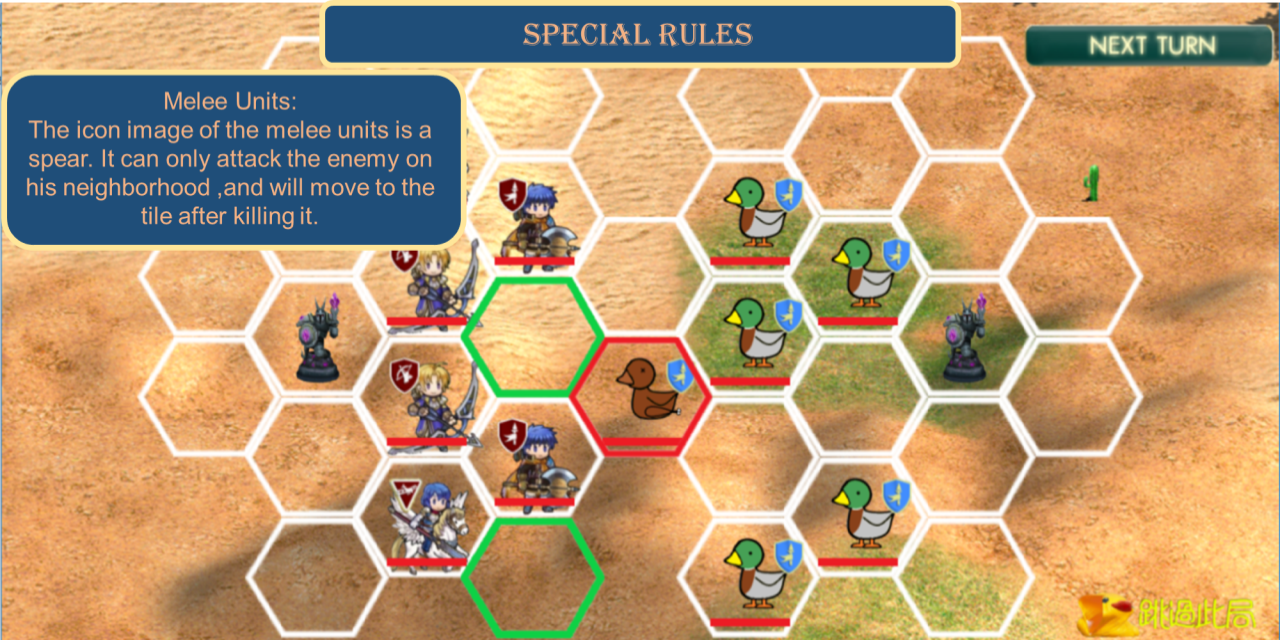 SPECIAL RULES
NEXT TURN
Melee Units:
The icon image of the melee units is a
spear. It can only attack the enemy on
his neighborhood ,and will move to the
tile after killing it.
跳過此局